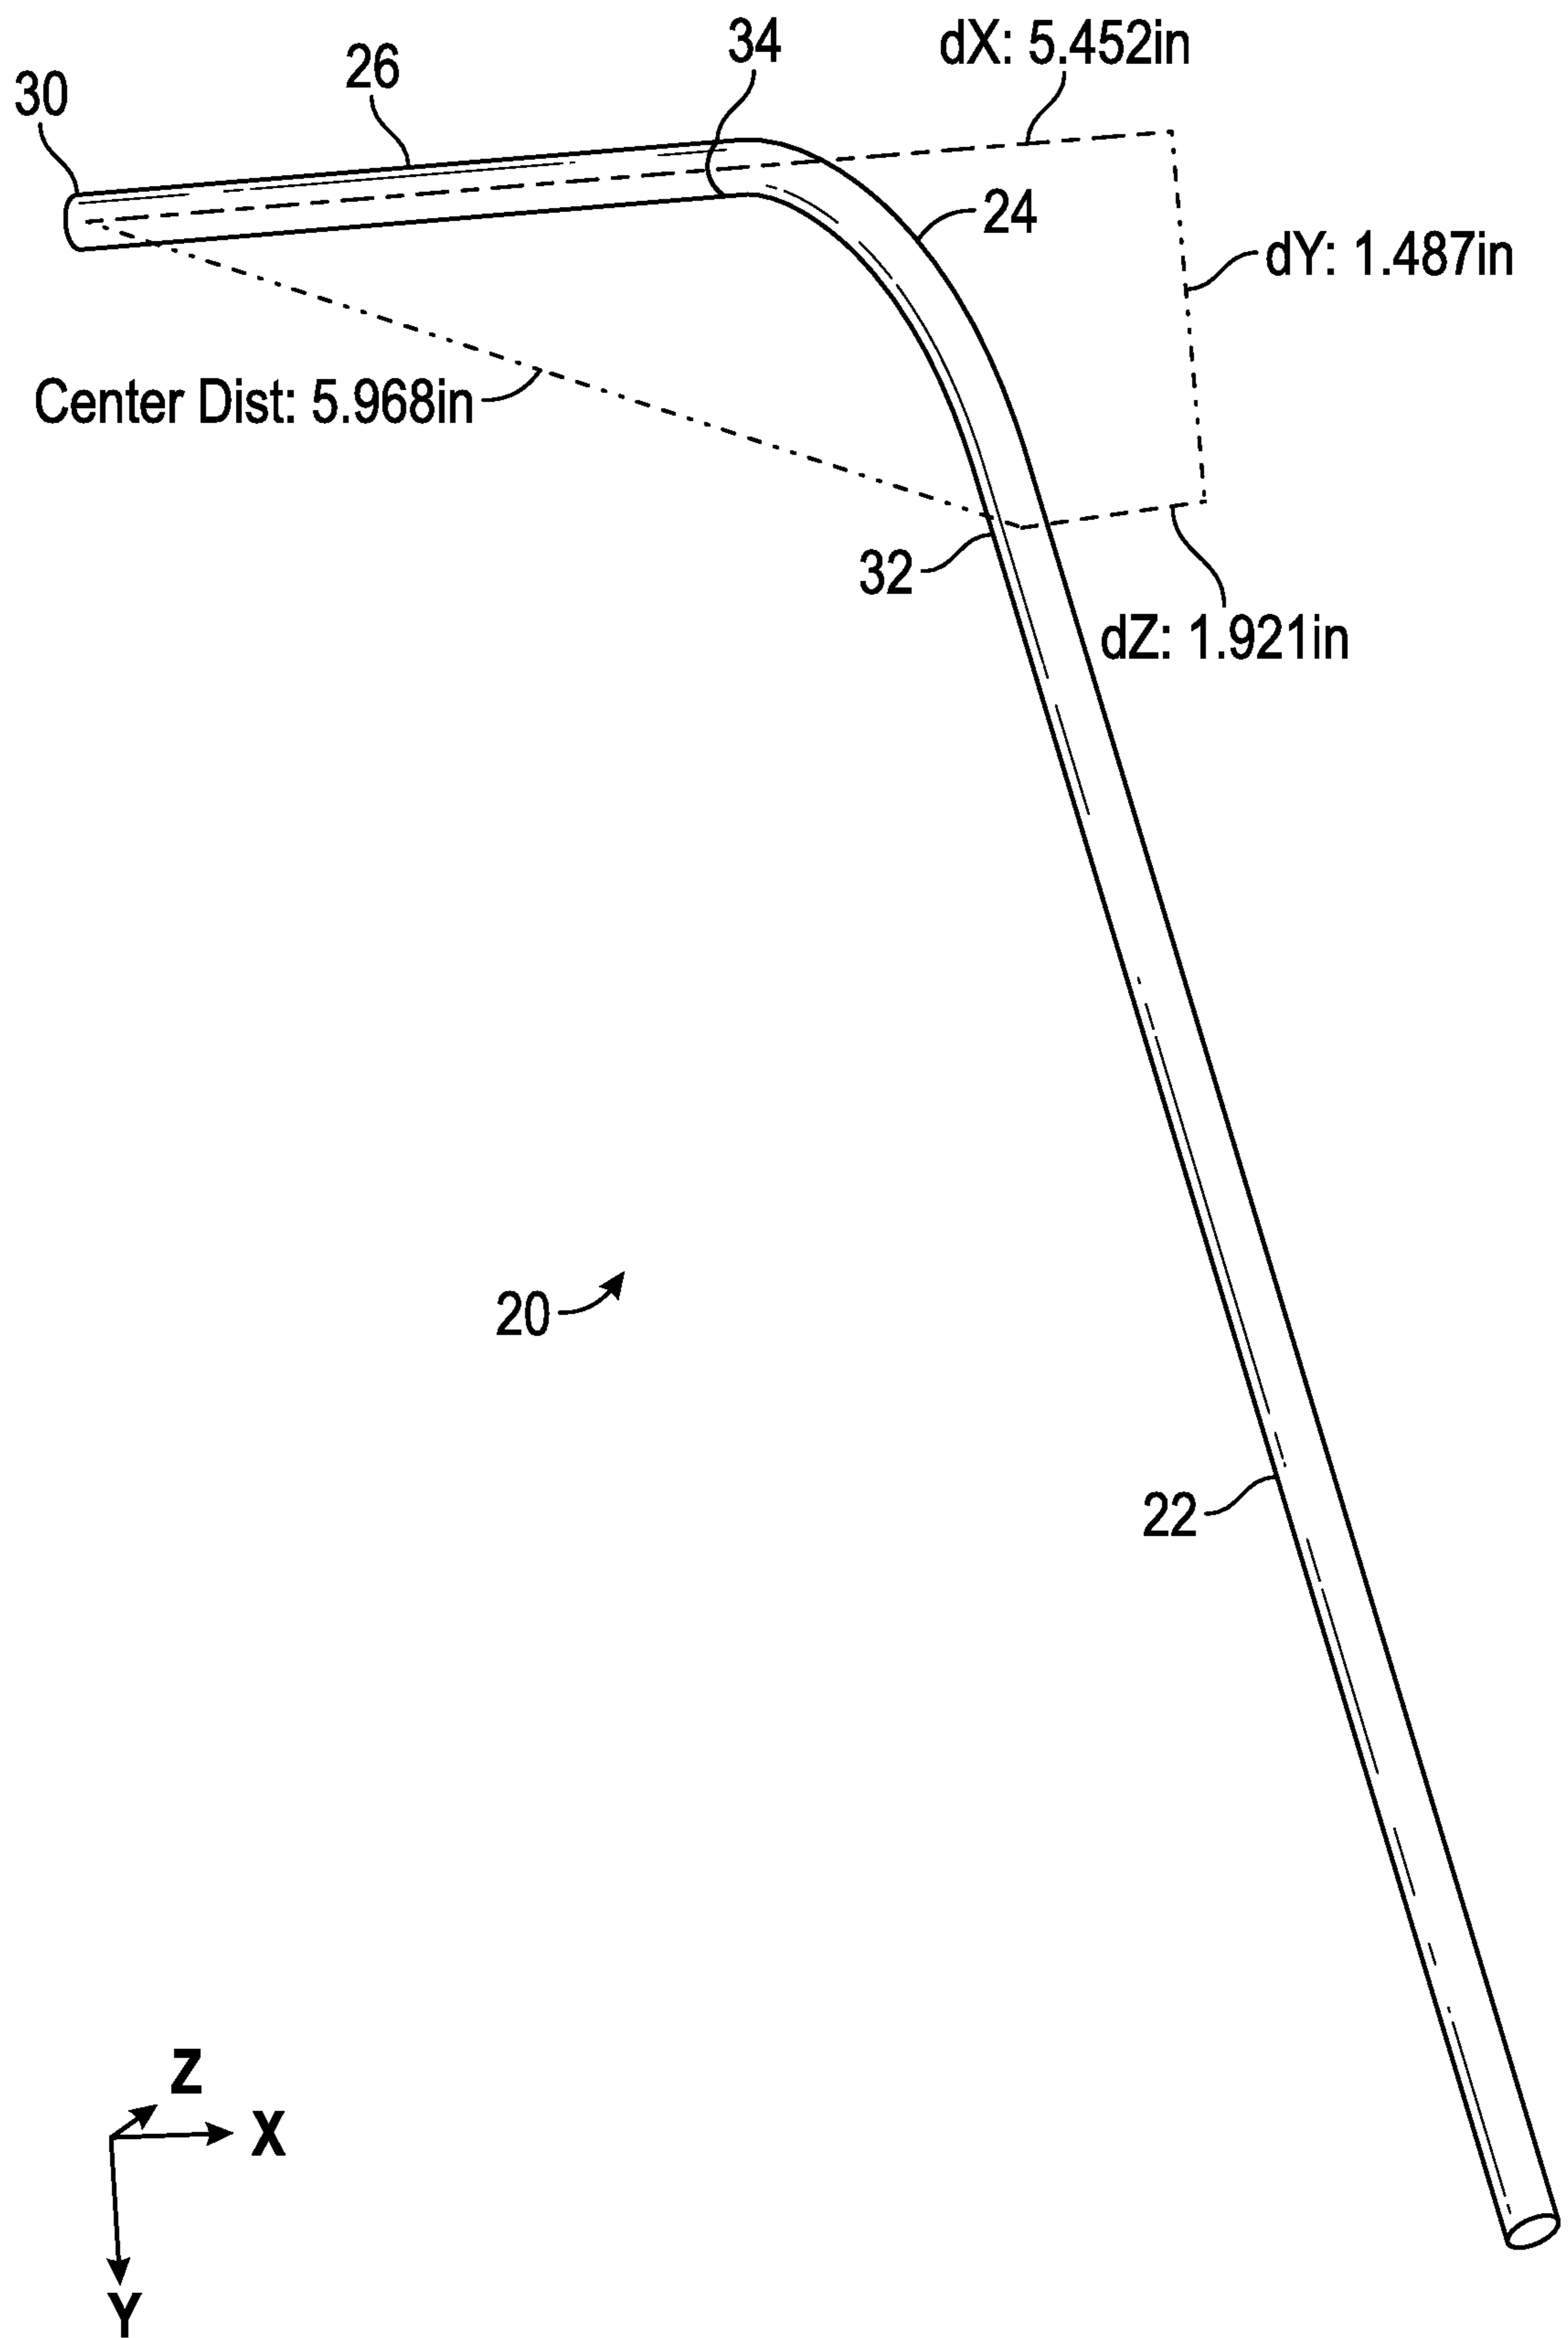 34
dX: 5.452in
26
30
24
dY: 1.487in
Center Dist: 5.968in
32
dZ: 1.921in
20
22
Z
X
Y